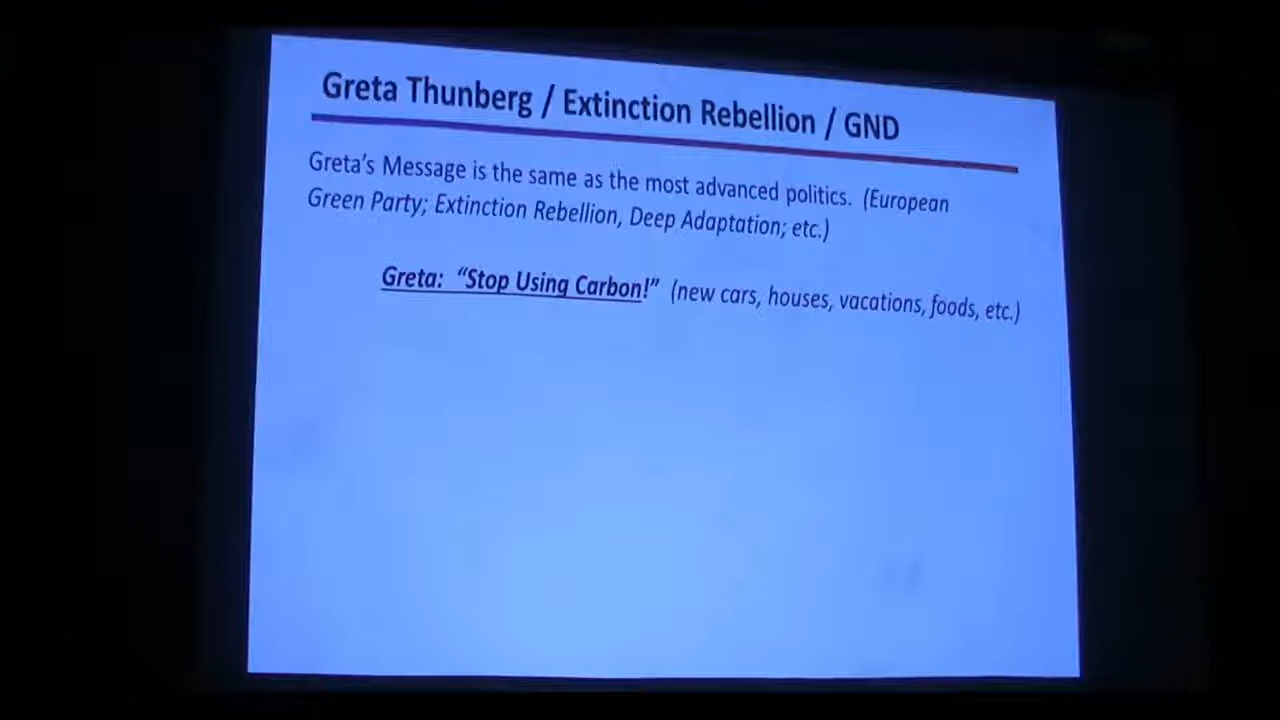 Greta Thunberg / Extinction Rebellion / GND
Greta’s Message is the same as the most advanced politics. (European
Green Party; Extinction Rebellion, Deep Adaptation; etc.)
Greta: “Stop Using Carbon!” (new cars, houses, vacations, foods, etc.)